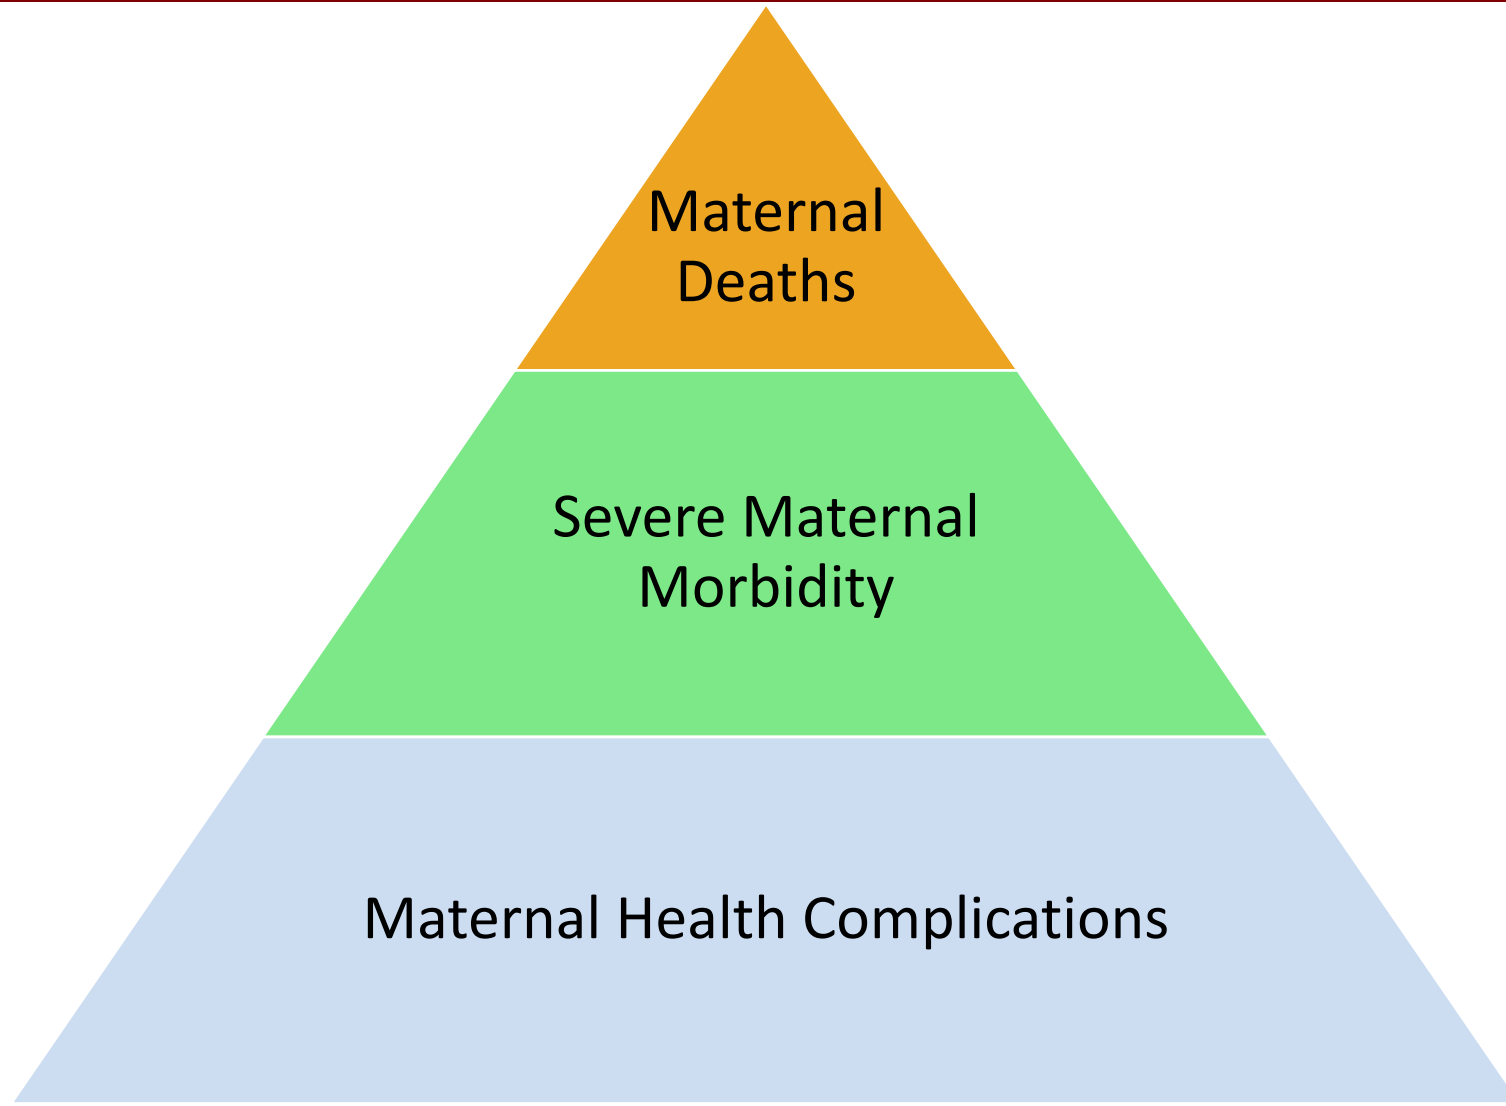 Maternal
Deaths
Severe Maternal
Morbidity
Maternal Health Complications